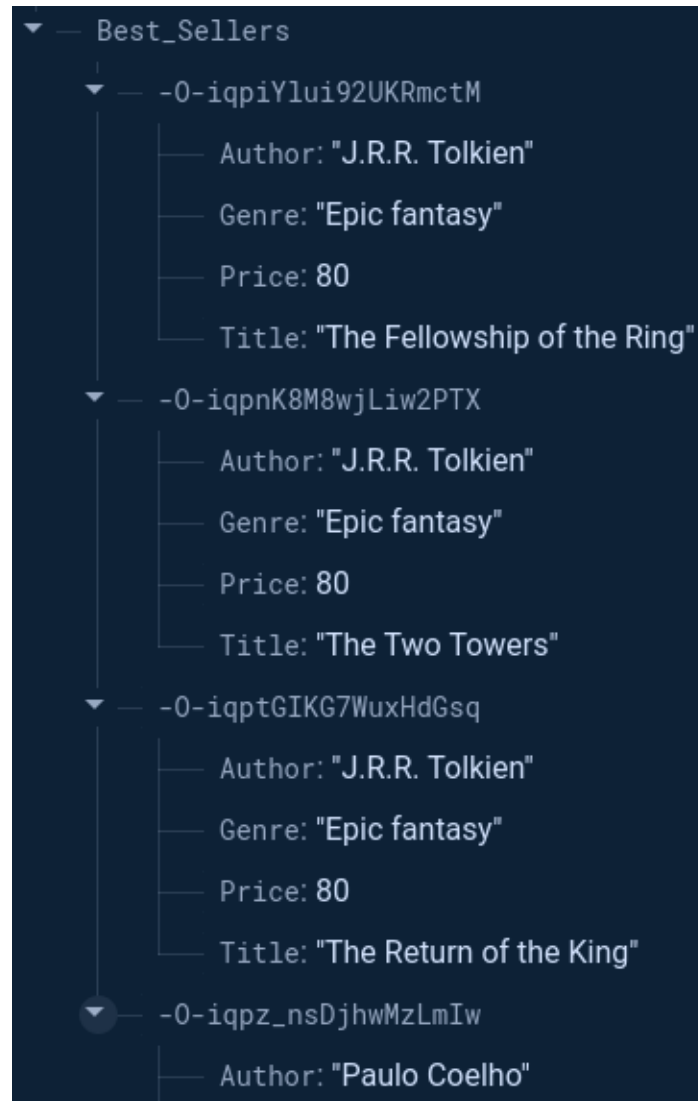 Best_Sellers
-O-iqpiYlui92UKRmctM
Author: "J.R.R. Tolkien"
Genre: "Epic fantasy"
Price: 80
Title: "The Fellowship of the Ring"
-O-iqpnK8M8wjLiw2PTX
Author: "J.R.R. Tolkien"
Genre: "Epic fantasy"
Price: 80
Title: "The Two Towers"
-O-iqptGIKG7WuxHdGsq
Author: "J.R.R. Tolkien"
Genre: "Epic fantasy"
Price: 80
Title: "The Return of the King"
-O-iqpz_nsDjhwMzLmIw
Author: "Paulo Coelho"